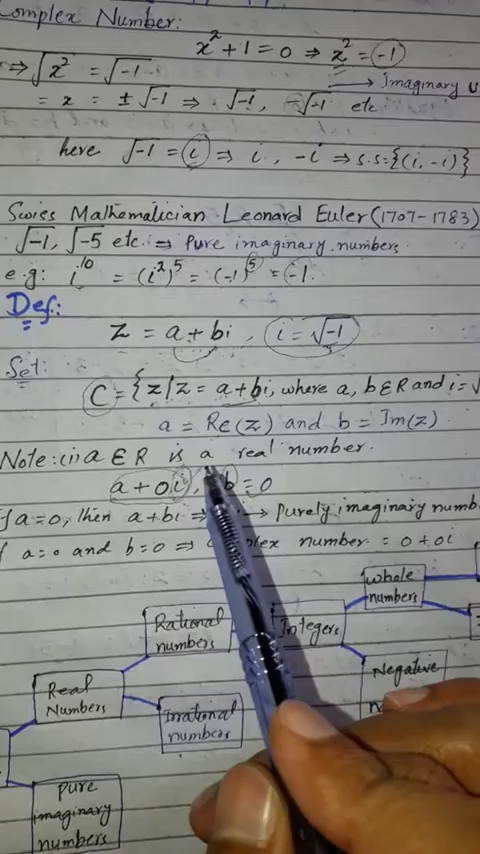 Complex Number:
x² + 1 = 0 ⇒ x² = -1
⇒ √x² = √-1 → Imaginary U
= x = ± √-1 ⇒ √-1, -√-1 etc
here √-1 = i ⇒ i, -i ⇒ s.s={(i, -i)}
Swiss Mathematician Leonard Euler (1707-1783)
√-1, √-5 etc. ⇒ Pure imaginary numbers
e.g: i¹⁰ = (i²)⁵ = (-1)⁵ = -1.
Def:
Z = a + bi, i = √-1
Set:
C = {z/z = a + bi, where a, b ∈ R and i = √
a = Re(z) and b = Im(z)
Note: (i) a ∈ R is a real number.
a + 0i, b = 0
If a = 0, then a + bi ⇒ → Purely imaginary numb
a = 0 and b = 0 ⇒ number = 0 + 0i
Whole numbers
Rational numbers
Integers
Real Numbers
Irrational numbers
Negative
Pure imaginary numbers